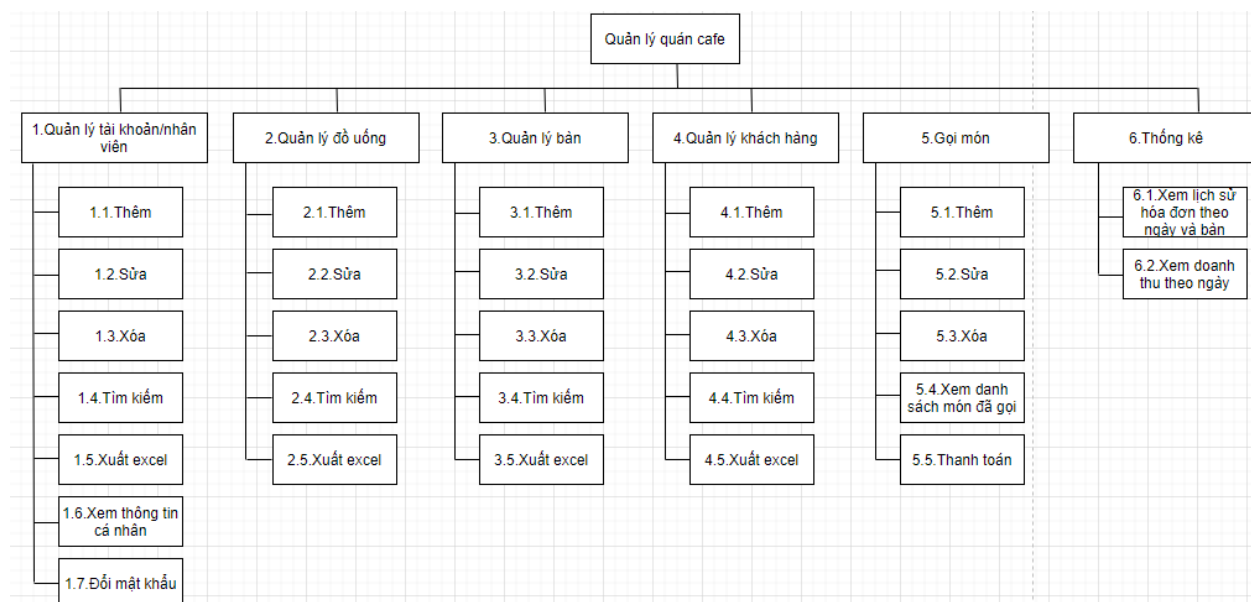 Quản lý quán cafe
1.Quản lý tài khoản/nhân
viên
2.Quản lý đồ uống
3.Quản lý bàn
4.Quản lý khách hàng
5.Gọi món
6.Thống kê
1.1.Thêm
2.1.Thêm
3.1.Thêm
4.1.Thêm
5.1.Thêm
6.1.Xem lịch sử
hóa đơn theo
ngày và bàn
1.2.Sửa
2.2.Sửa
3.2.Sửa
4.2.Sửa
5.2.Sửa
6.2.Xem doanh
thu theo ngày
1.3.Xóa
2.3.Xóa
3.3.Xóa
4.3.Xóa
5.3.Xóa
1.4.Tìm kiếm
2.4.Tìm kiếm
3.4.Tìm kiếm
4.4.Tìm kiếm
5.4.Xem danh
sách món đã gọi
1.5.Xuất excel
2.5.Xuất excel
3.5.Xuất excel
4.5.Xuất excel
5.5.Thanh toán
1.6.Xem thông tin
cá nhân
1.7.Đổi mật khẩu